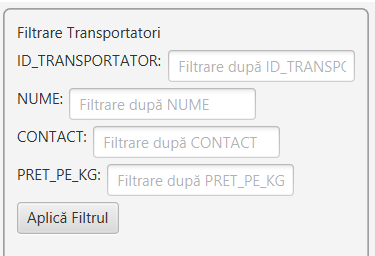 Filtrare Transportatori
ID_TRANSPORTATOR: Filtrare după ID_TRANSPO
NUME: Filtrare după NUME
CONTACT: Filtrare după CONTACT
PRET_PE_KG: Filtrare după PRET_PE_KG
Aplică Filtrul